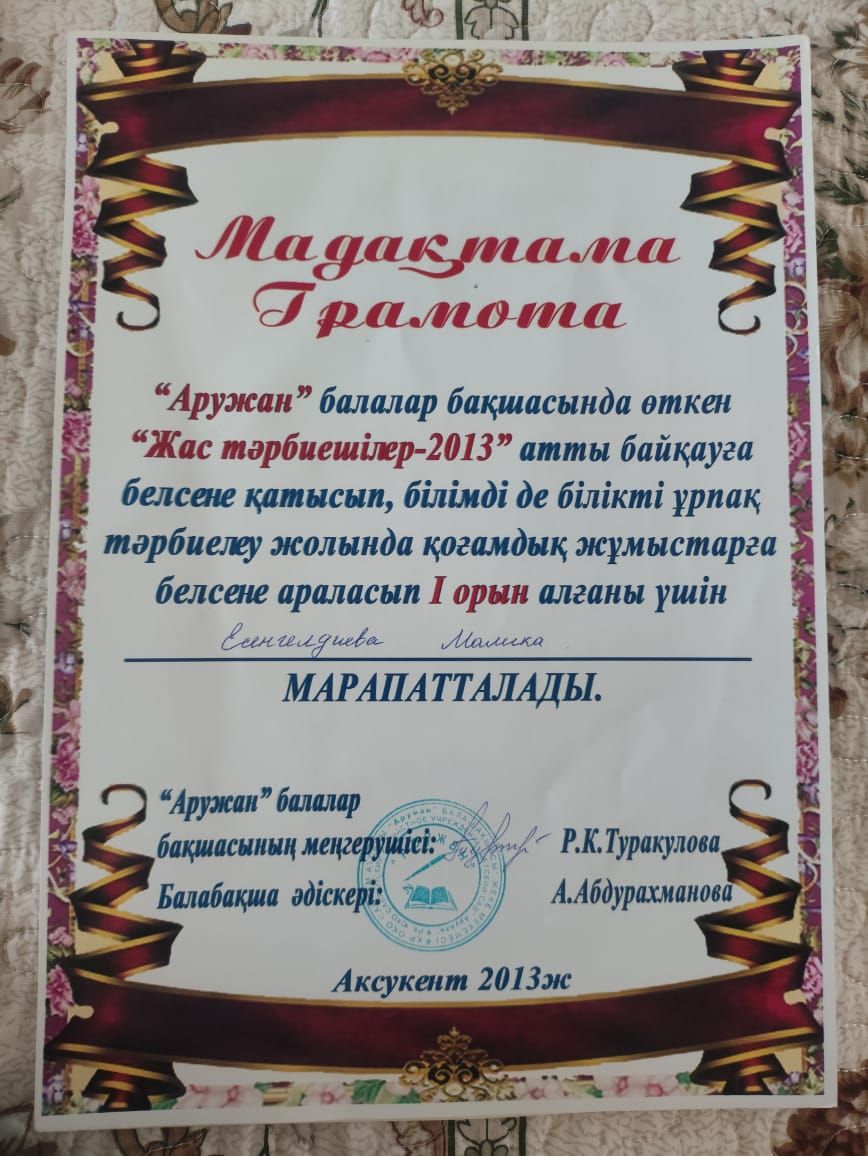 Мадақтама
Грамота
“Аружан” балалар бақшасында өткен
“Жас тәрбиешілер-2013” атты байқауға
белсене қатысып, білімді де білікті ұрпақ
тәрбиелеу жолында қоғамдық жұмыстарға
белсене араласып І орын алғаны үшін
Есенгелдиева Малика
МАРАПАТТАЛАДЫ.
“Аружан” балалар
бақшасының меңгерушісі: Р.К.Туракулова
Балабақша әдіскері: А.Абдурахманова
Аксукент 2013ж